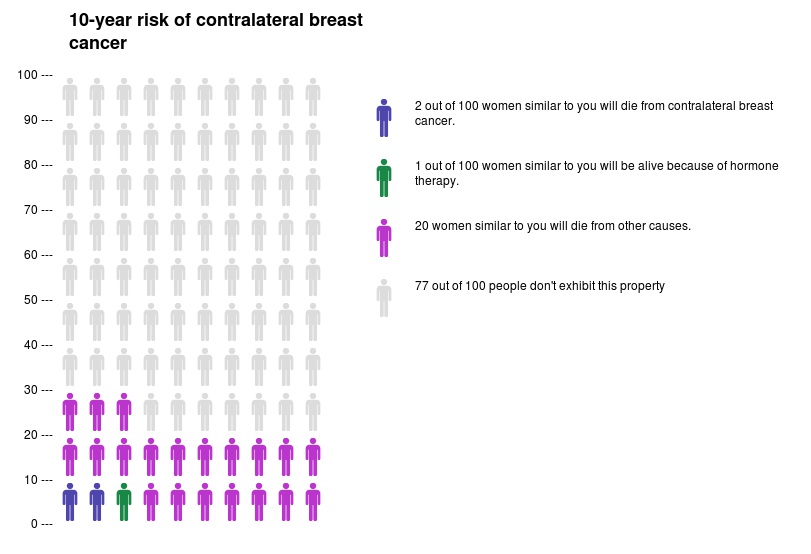 10-year risk of contralateral breast
cancer
100 ---
90 ---
80 ---
70 ---
60 ---
50 ---
40 ---
30 ---
20 ---
10 ---
0 ---
2 out of 100 women similar to you will die from contralateral breast
cancer.
1 out of 100 women similar to you will be alive because of hormone
therapy.
20 women similar to you will die from other causes.
77 out of 100 people don't exhibit this property